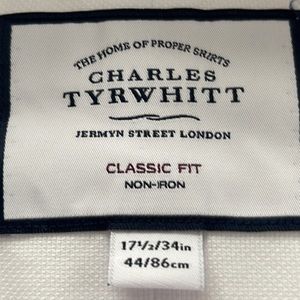 THE HOME OF PROPER SHIRTS
CHARLES
TYRWHITT
JERMYN STREET LONDON
CLASSIC FIT
NON-IRON
17½/34in
44/86cm